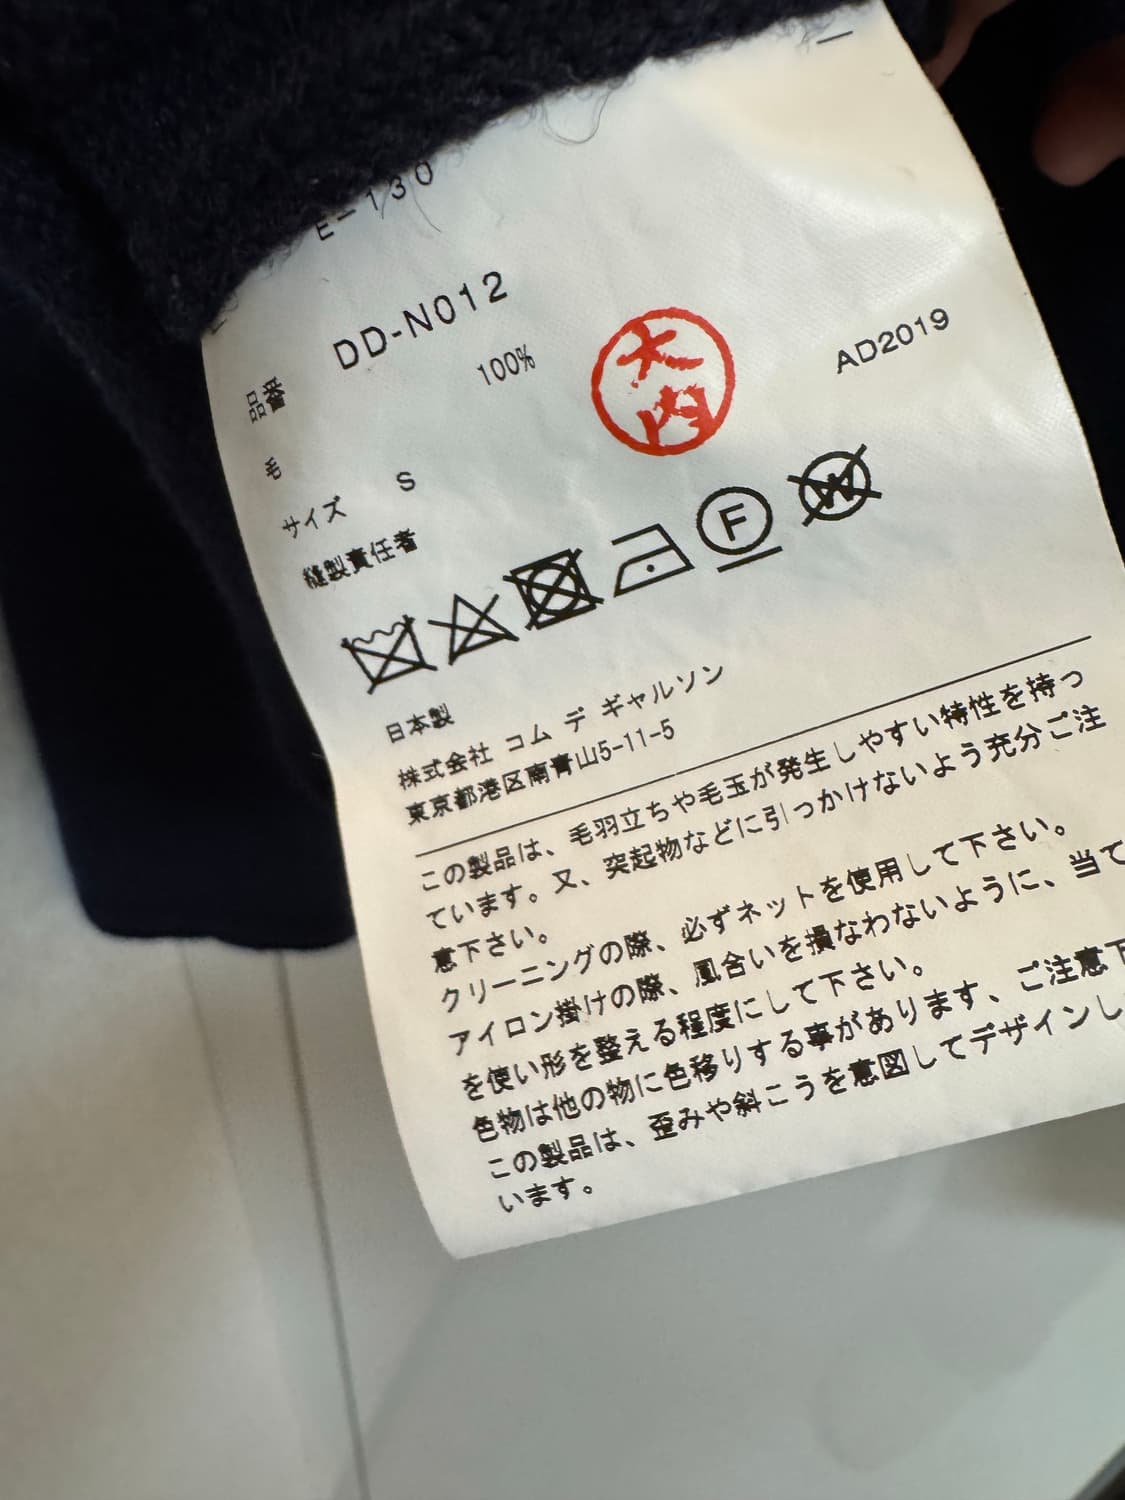 E-130
品番 DD-N012
毛 100%
サイズ S
縫製責任者
大内
AD2019
F
W
日本製
株式会社 コム デ ギャルソン
東京都港区南青山5-11-5
この製品は、毛羽立ちや毛玉が発生しやすい特性を持っ
ています。又、突起物などに引っかけないよう充分ご注
意下さい。
クリーニングの際、必ずネットを使用して下さい。
アイロン掛けの際、風合いを損なわないように、当て
を使い形を整える程度にして下さい。
色物は他の物に色移りする事があります、ご注意下
この製品は、歪みや斜こうを意図してデザインし
います。